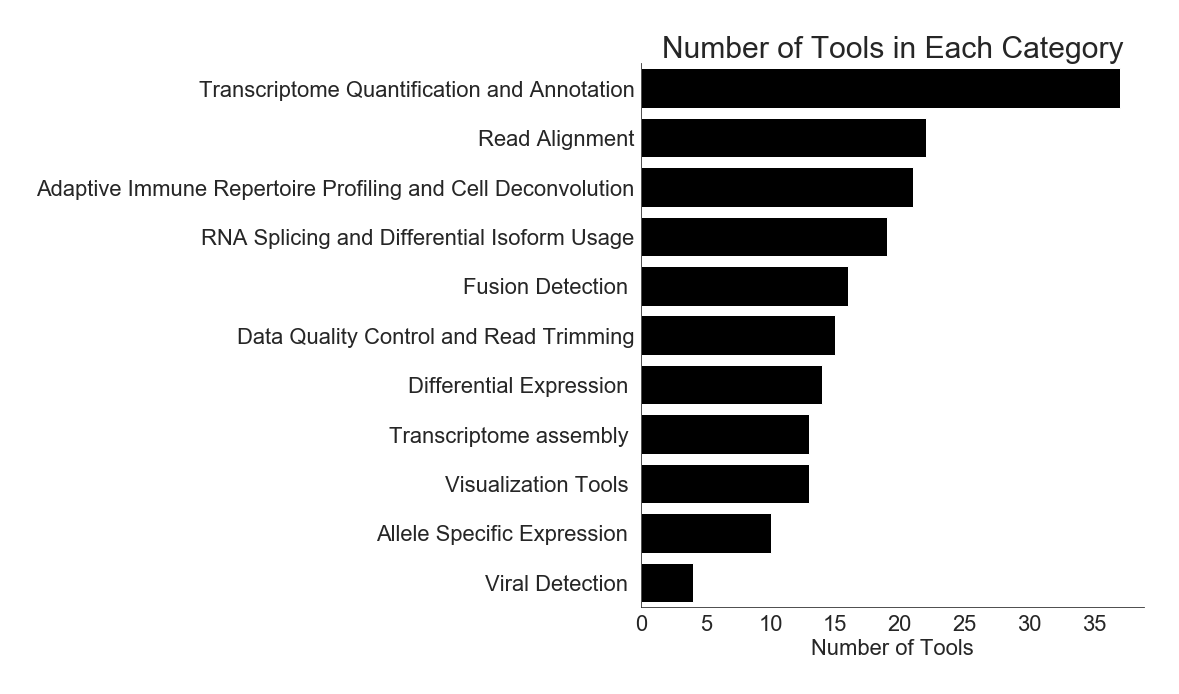 Number of Tools in Each Category
Transcriptome Quantification and Annotation
Read Alignment
Adaptive Immune Repertoire Profiling and Cell Deconvolution
RNA Splicing and Differential Isoform Usage
Fusion Detection
Data Quality Control and Read Trimming
Differential Expression
Transcriptome assembly
Visualization Tools
Allele Specific Expression
Viral Detection
0 5 10 15 20 25 30 35
Number of Tools